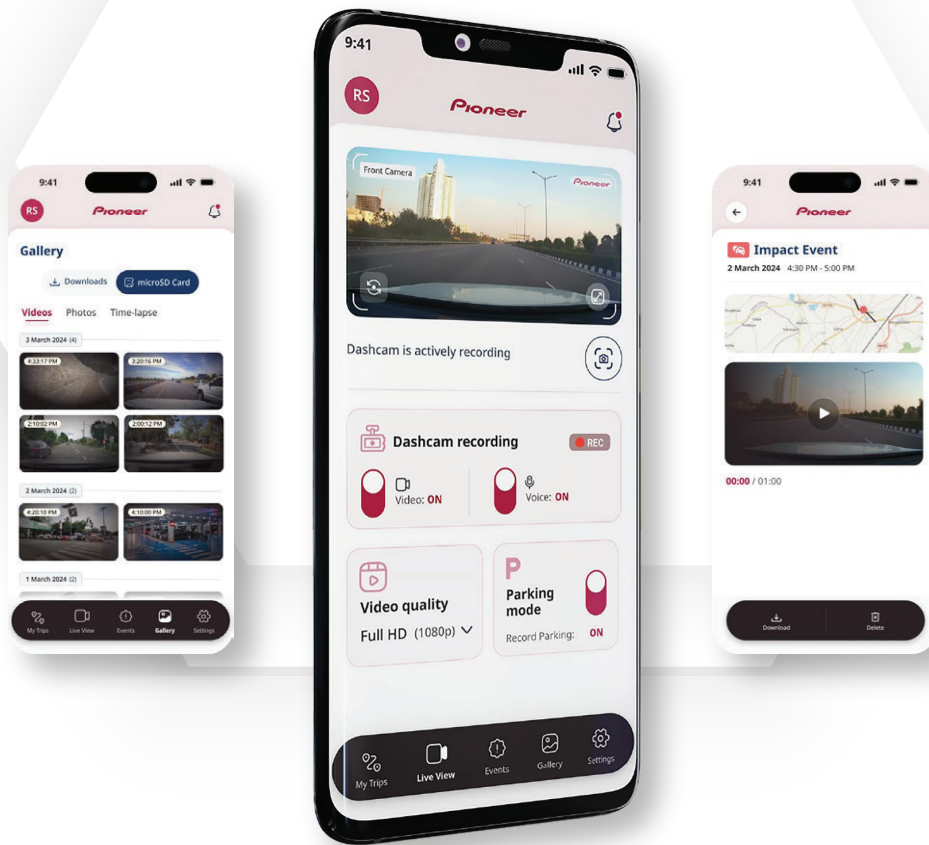 9:41
RS
Pioneer
Gallery
Downloads
microSD Card
Videos Photos Time-lapse
3 March 2024 (4)
4:33:17 PM
3:20:16 PM
2:10:02 PM
2:00:12 PM
2 March 2024 (2)
4:20:10 PM
4:10:00 PM
1 March 2024 (2)
My Trips Live View Events Gallery Settings
9:41
RS
Pioneer
Front Camera
Pioneer
Dashcam is actively recording
Dashcam recording
REC
Video: ON
Voice: ON
Video quality
Full HD (1080p)
P
Parking
mode
Record Parking: ON
My Trips Live View Events Gallery Settings
9:41
Pioneer
Impact Event
2 March 2024 4:30 PM - 5:00 PM
00:00 / 01:00
Download Delete